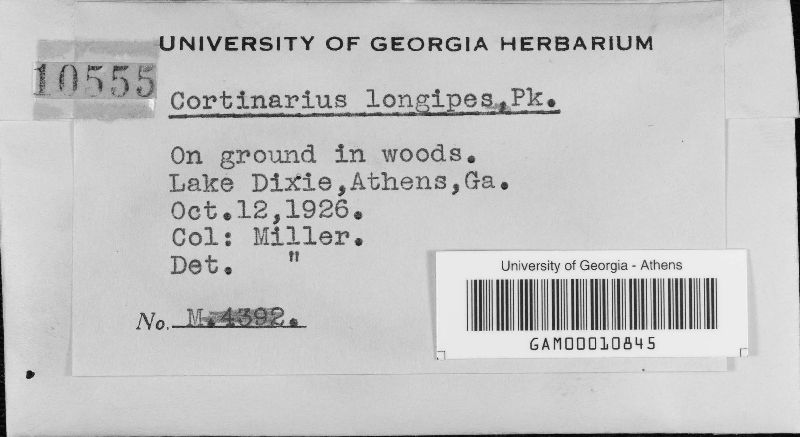 UNIVERSITY OF GEORGIA HERBARIUM
10555
Cortinarius longipes,Pk.
On ground in woods.
Lake Dixie,Athens,Ga.
Oct.12,1926.
Col: Miller.
Det. "
No. M.4392.
University of Georgia - Athens
GAM00010845